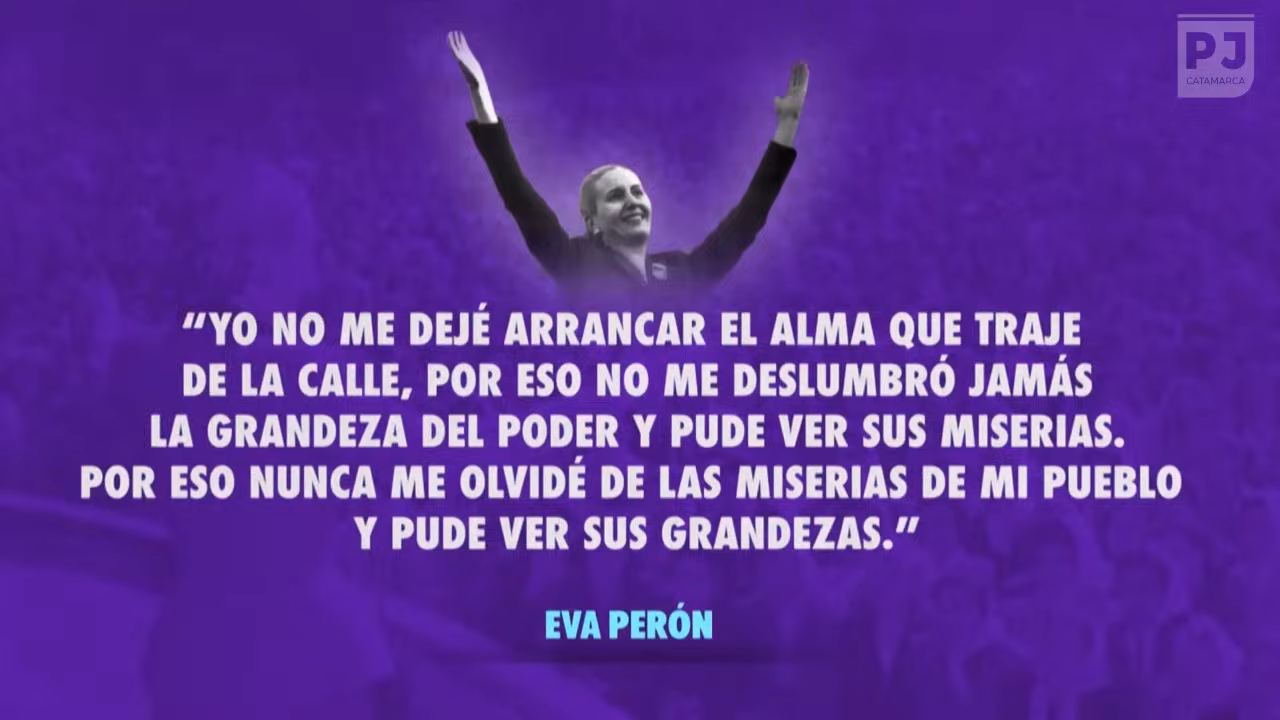 PJ
CATAMARCA
“YO NO ME DEJÉ ARRANCAR EL ALMA QUE TRAJE
DE LA CALLE, POR ESO NO ME DESLUMBRÓ JAMÁS
LA GRANDEZA DEL PODER Y PUDE VER SUS MISERIAS.
POR ESO NUNCA ME OLVIDÉ DE LAS MISERIAS DE MI PUEBLO
Y PUDE VER SUS GRANDEZAS.”
EVA PERÓN